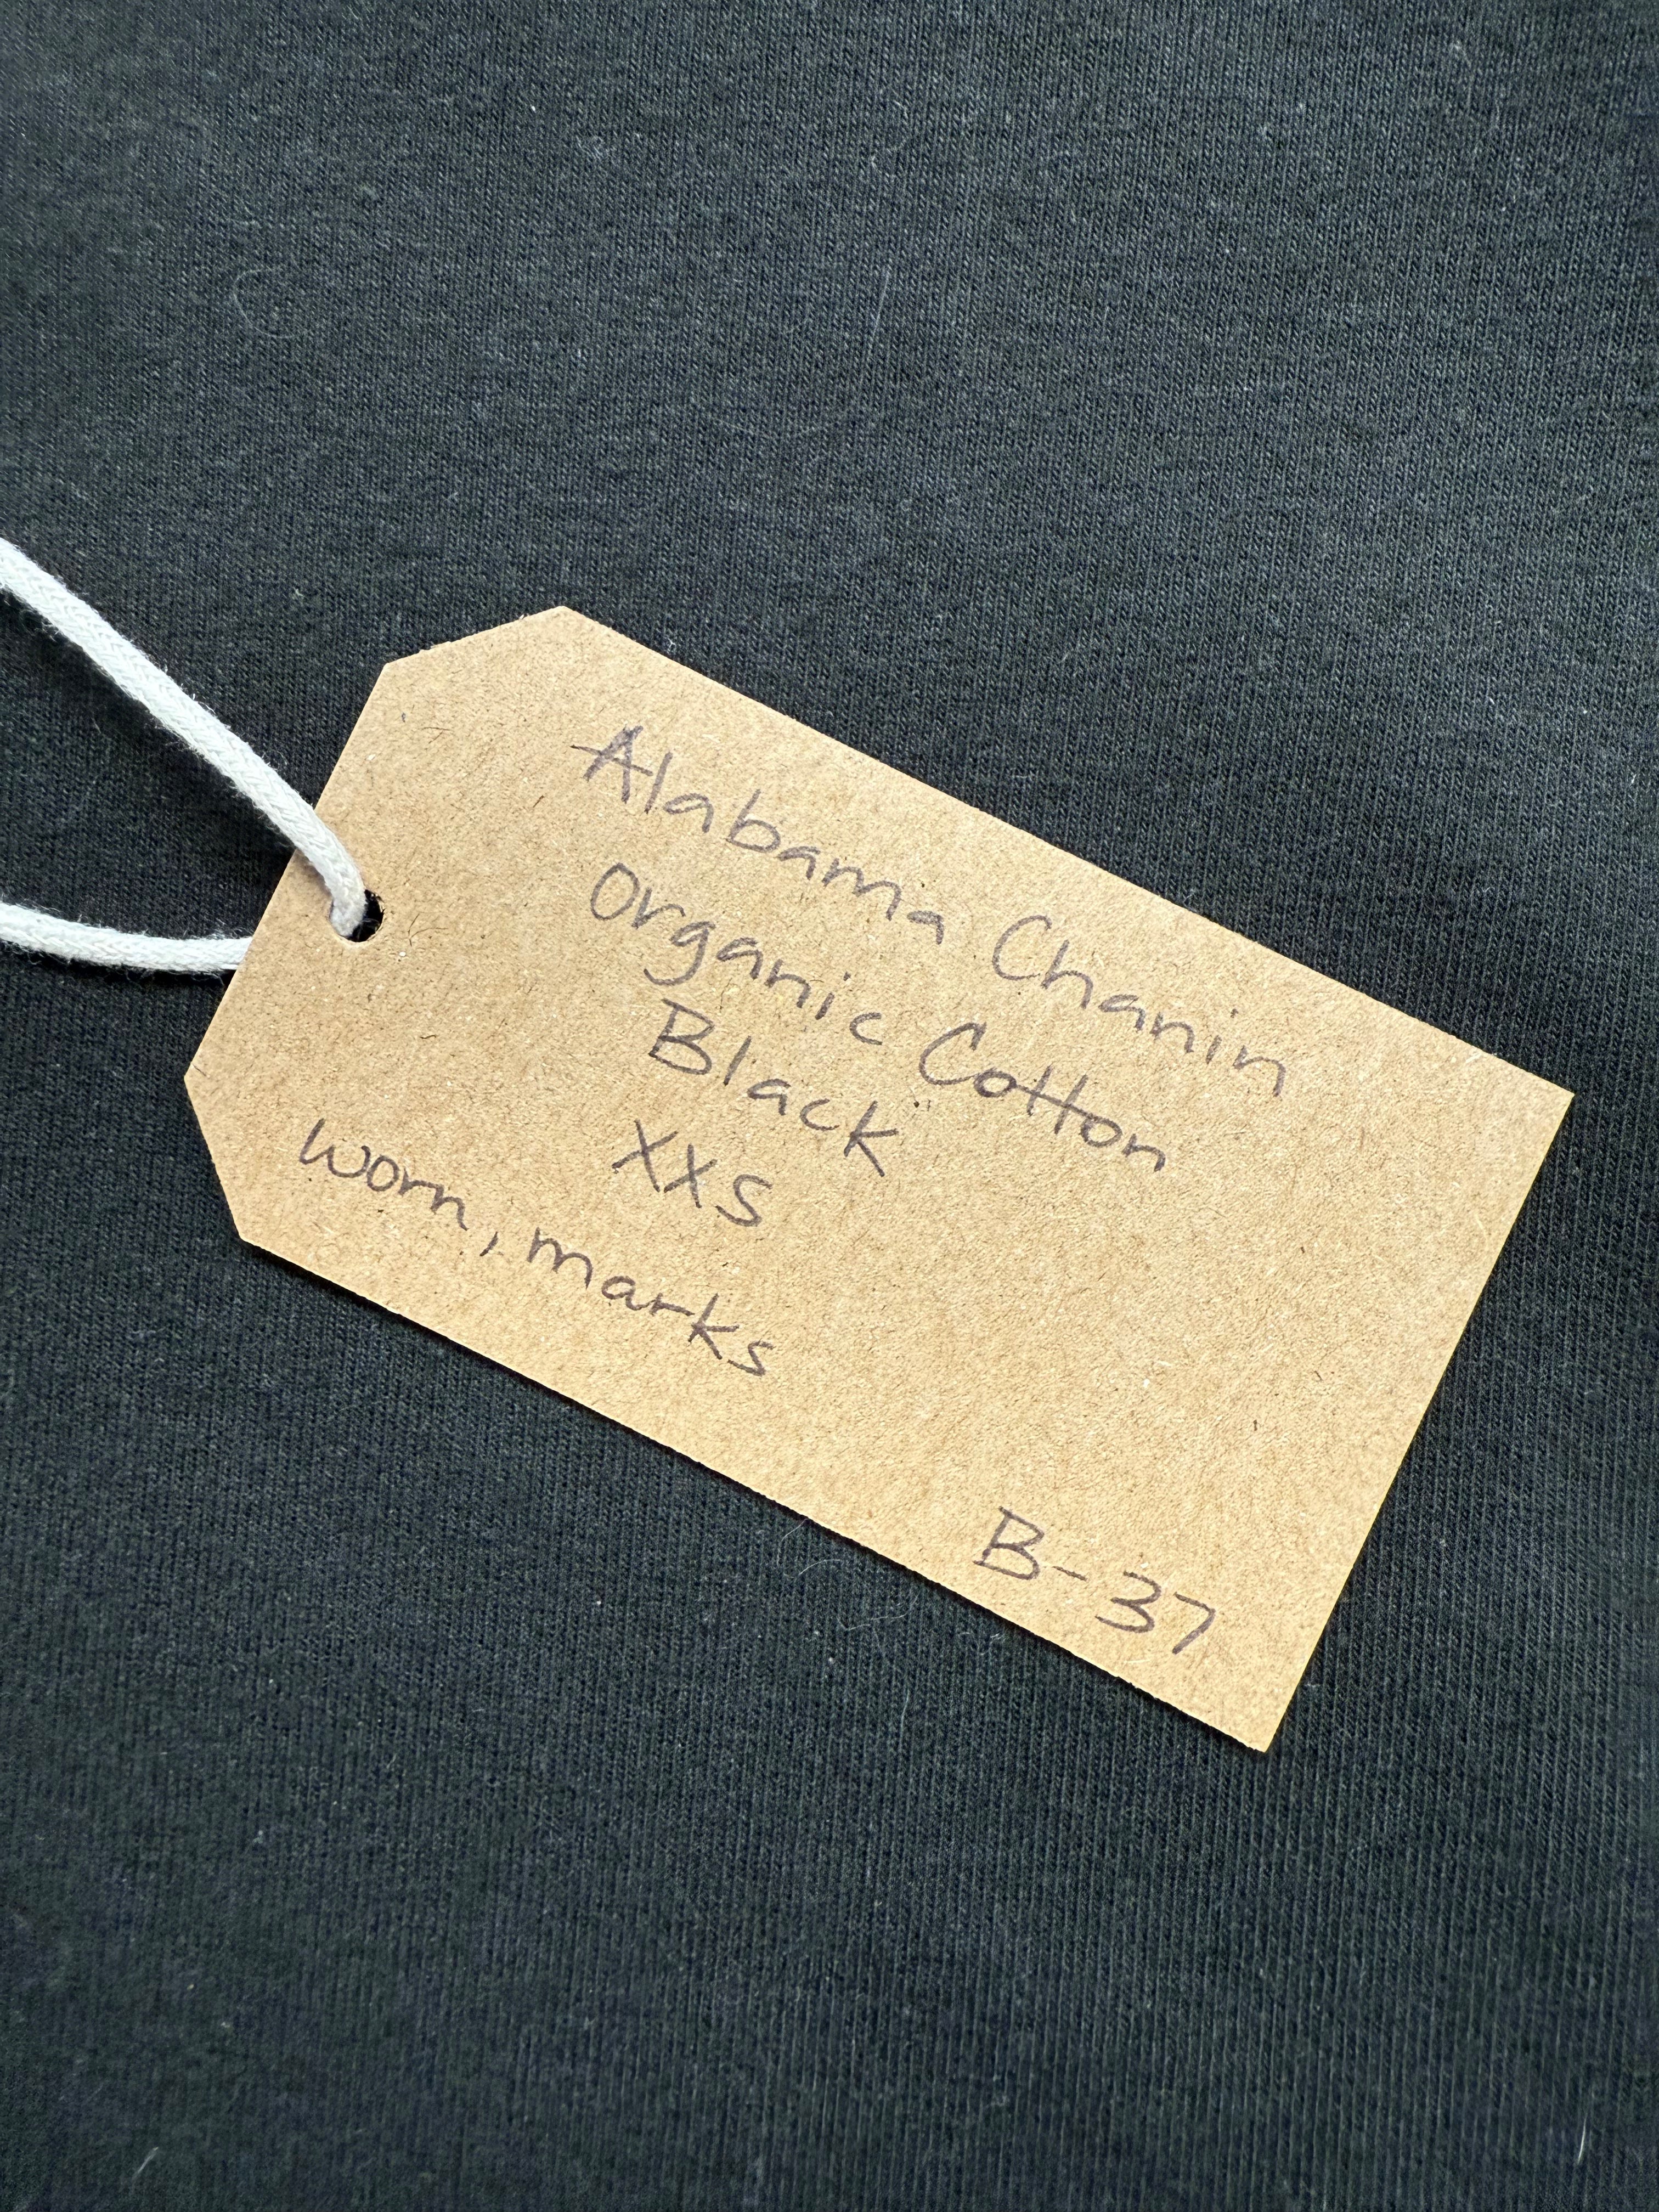 Alabama Chanin
Organic Cotton
Black
XXS
worn, marks
B-37